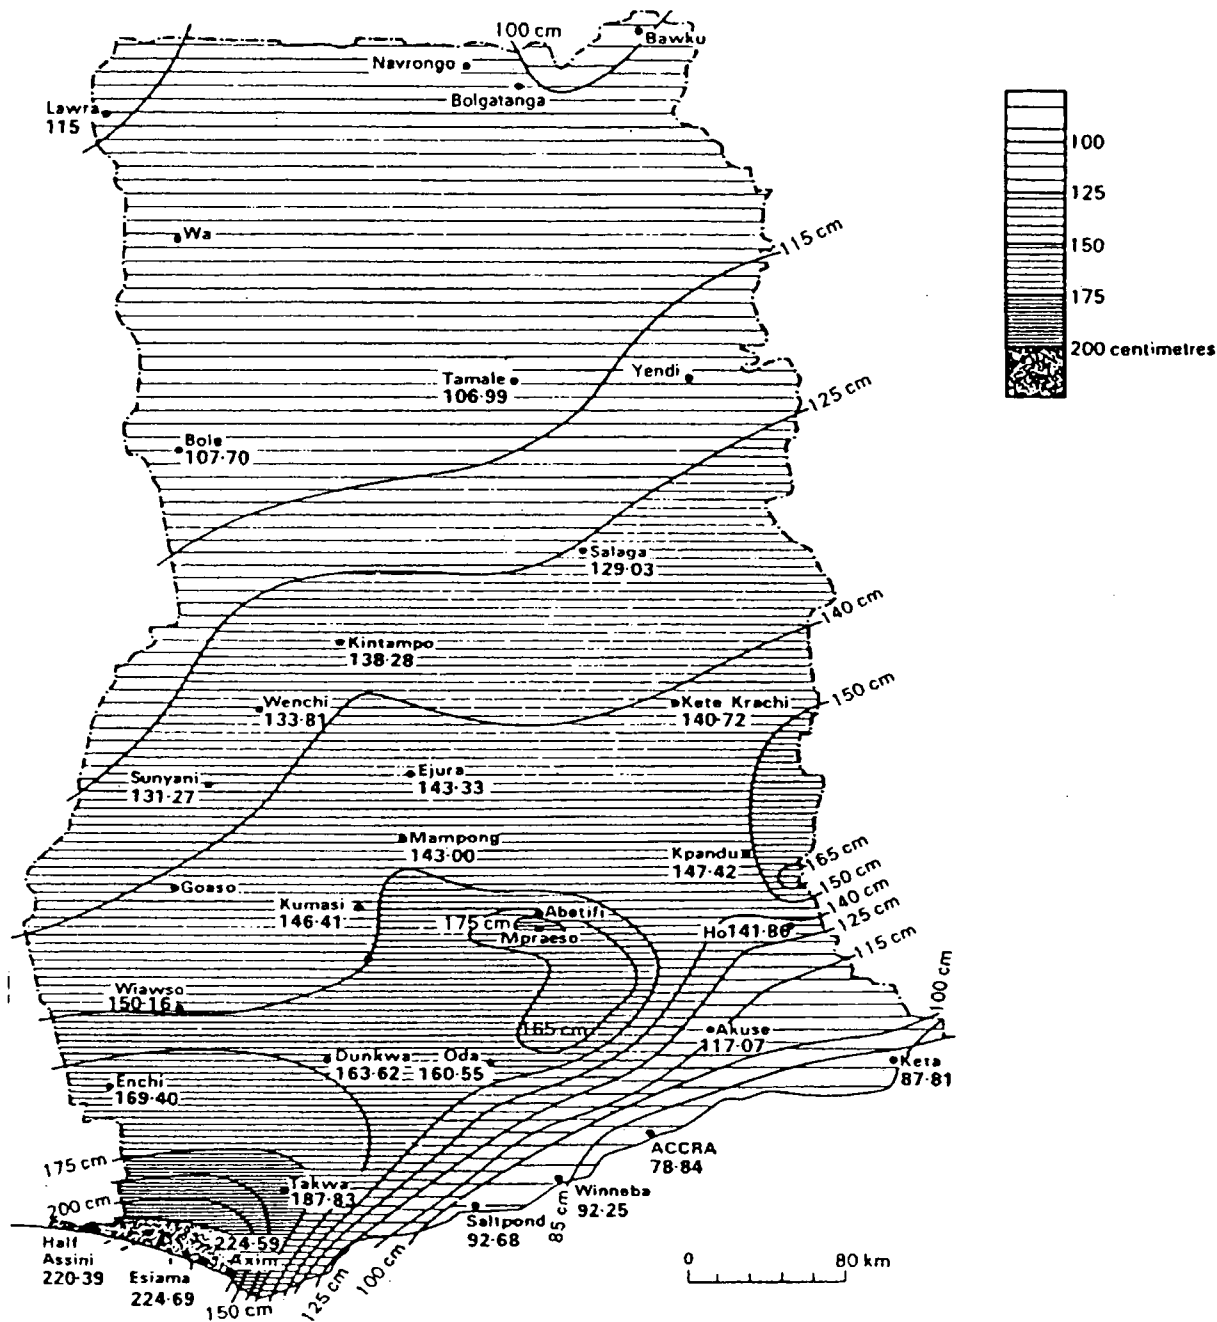 100 cm
Bawku
Navrongo
Bolgatanga
Lawra
115
100
125
150
175
200 centimetres
Wa
115 cm
Tamale
106·99
Yendi
125 cm
Bole
107·70
Salaga
129·03
140 cm
Kintampo
138·28
150 cm
Wenchi
133·81
Kete Krachi
140·72
Sunyani
131·27
Ejura
143·33
Mampong
143·00
Kpandu
147·42
165 cm
150 cm
140 cm
125 cm
115 cm
100 cm
Goaso
Kumasi
146·41
175 cm
Abetifi
Mpraeso
Ho 141·86
Wiawso
150·16
165 cm
Akuse
117·07
Dunkwa
163·62
Oda
160·55
Keta
87·81
Enchi
169·40
ACCRA
78·84
175 cm
Takwa
187·83
Winneba
92·25
200 cm
Saltpond
92·68
85 cm
0 80 km
Half
Assini
220·39
224·59
Axim
Esiama
224·69
150 cm
125 cm
100 cm